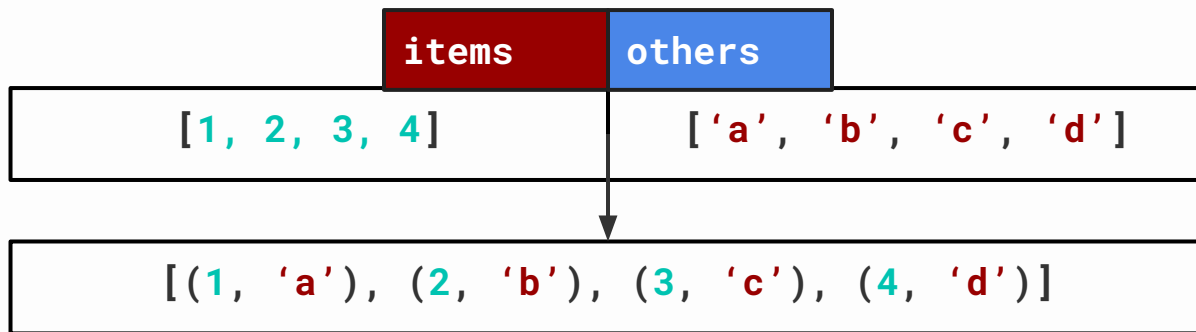 items others
[1, 2, 3, 4] [‘a’, ‘b’, ‘c’, ‘d’]
[(1, ‘a’), (2, ‘b’), (3, ‘c’), (4, ‘d’)]